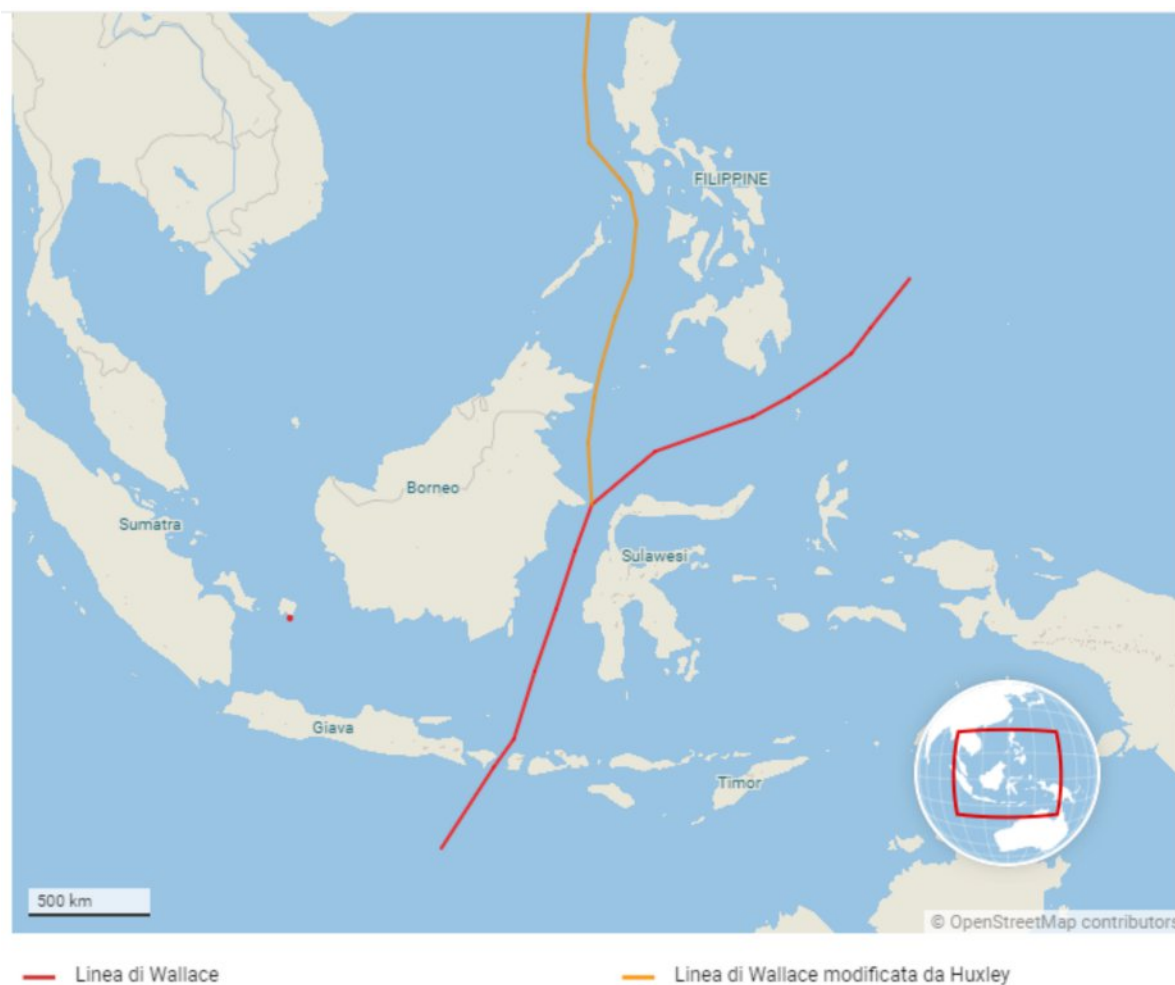 FILIPPINE
Borneo
Sumatra
Sulawesi
Giava
Timor
500 km
© OpenStreetMap contributors
Linea di Wallace
Linea di Wallace modificata da Huxley